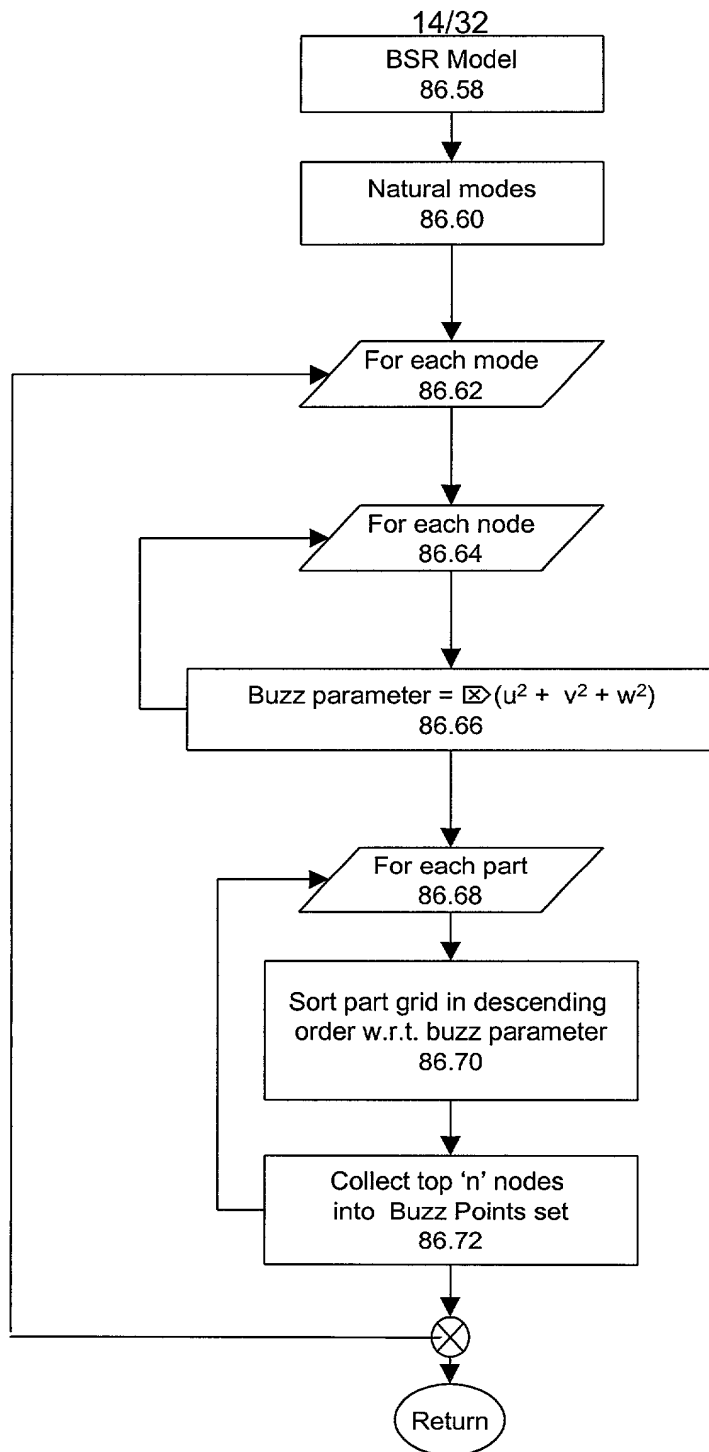 14/32
BSR Model
86.58
Natural modes
86.60
For each mode
86.62
For each node
86.64
Buzz parameter = ⌦(u² + v² + w²)
86.66
For each part
86.68
Sort part grid in descending
order w.r.t. buzz parameter
86.70
Collect top ‘n’ nodes
into Buzz Points set
86.72
Return